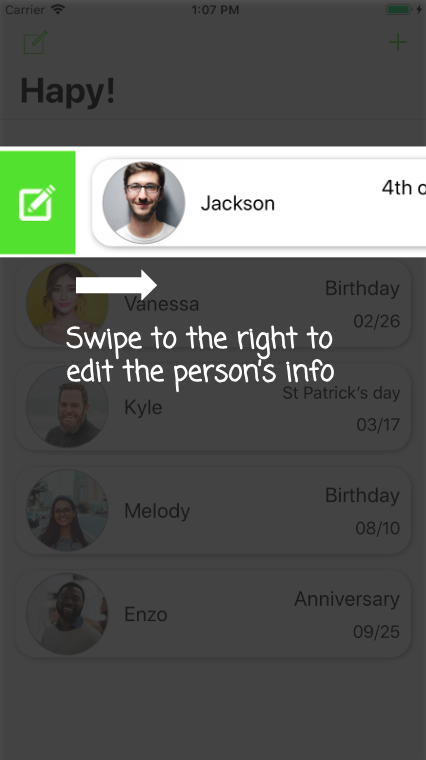 Carrier 1:07 PM
Hapy!
4th o
Jackson
Birthday
Vanessa
02/26
Swipe to the right to
edit the person's info
St Patrick's day
Kyle
03/17
Birthday
Melody
08/10
Anniversary
Enzo
09/25